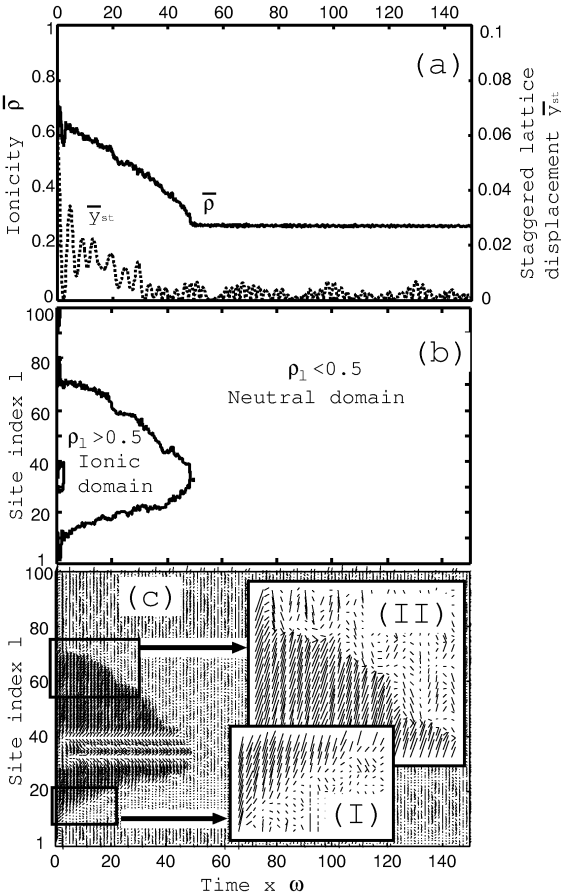 0 20 40 60 80 100 120 140
1
0.8
0.6
0.4
0.2
0
Ionicity ρ̅
0.1
0.08
0.06
0.04
0.02
0
Staggered lattice
displacement y̅st
(a)
ρ̅
y̅st
100
80
60
40
20
1
Site index l
(b)
ρl<0.5
Neutral domain
ρl>0.5
Ionic
domain
100
80
60
40
20
1
Site index l
(c)
(II)
(I)
0 20 40 60 80 100 120 140
Time x ω